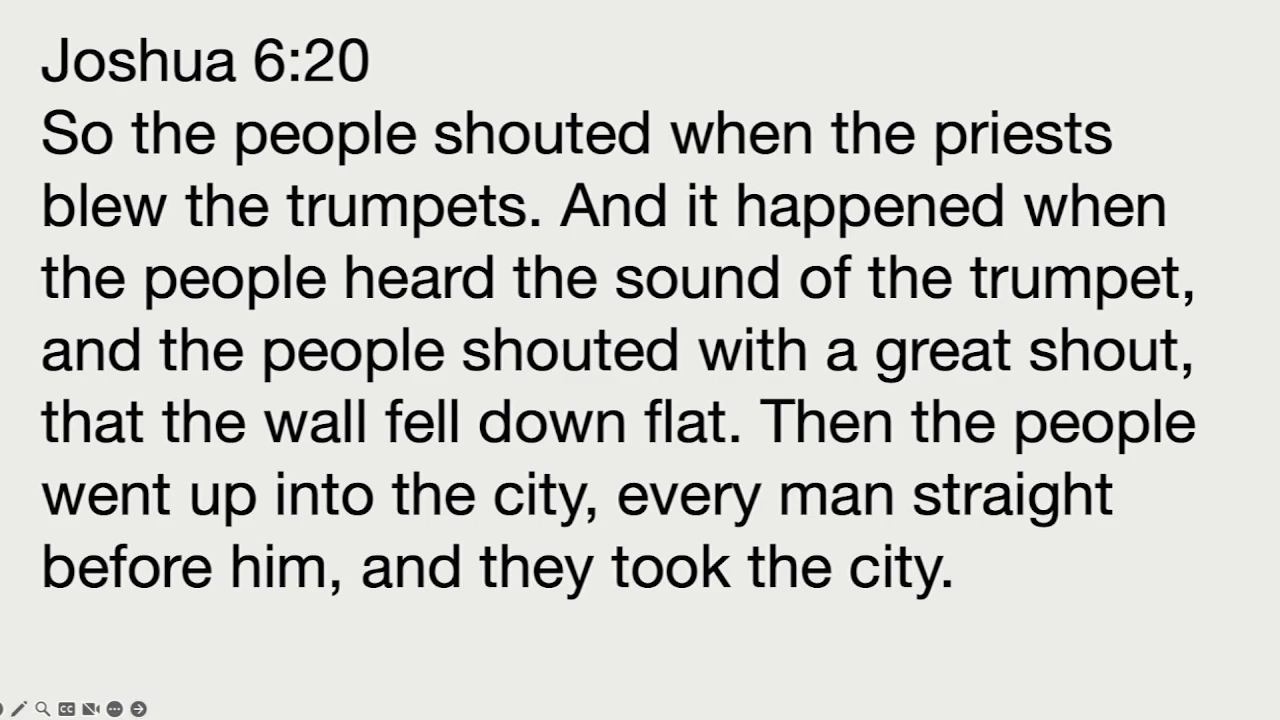 Joshua 6:20
So the people shouted when the priests
blew the trumpets. And it happened when
the people heard the sound of the trumpet,
and the people shouted with a great shout,
that the wall fell down flat. Then the people
went up into the city, every man straight
before him, and they took the city.
CC